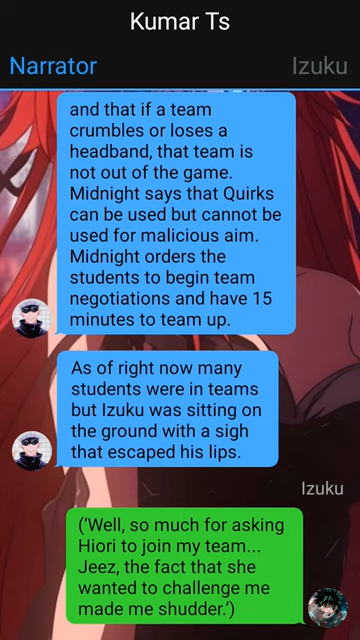 Kumar Ts
Narrator
Izuku
and that if a team
crumbles or loses a
headband, that team is
not out of the game.
Midnight says that Quirks
can be used but cannot be
used for malicious aim.
Midnight orders the
students to begin team
negotiations and have 15
minutes to team up.
As of right now many
students were in teams
but Izuku was sitting on
the ground with a sigh
that escaped his lips.
Izuku
(‘Well, so much for asking
Hiori to join my team...
Jeez, the fact that she
wanted to challenge me
made me shudder.’)